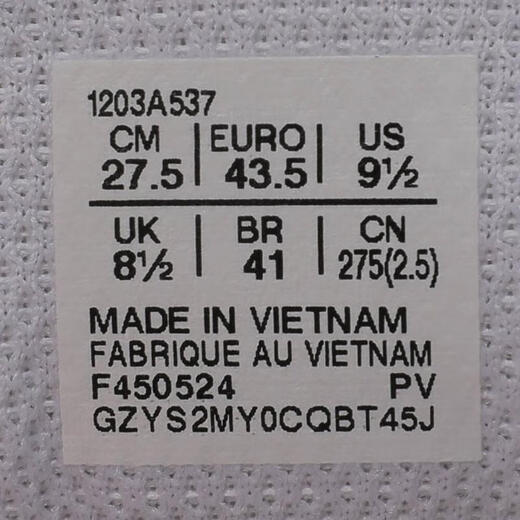 1203A537
CM | EURO | US
27.5 | 43.5 | 9½
UK | BR | CN
8½ | 41 | 275(2.5)
MADE IN VIETNAM
FABRIQUE AU VIETNAM
F450524 PV
GZYS2MY0CQBT45J